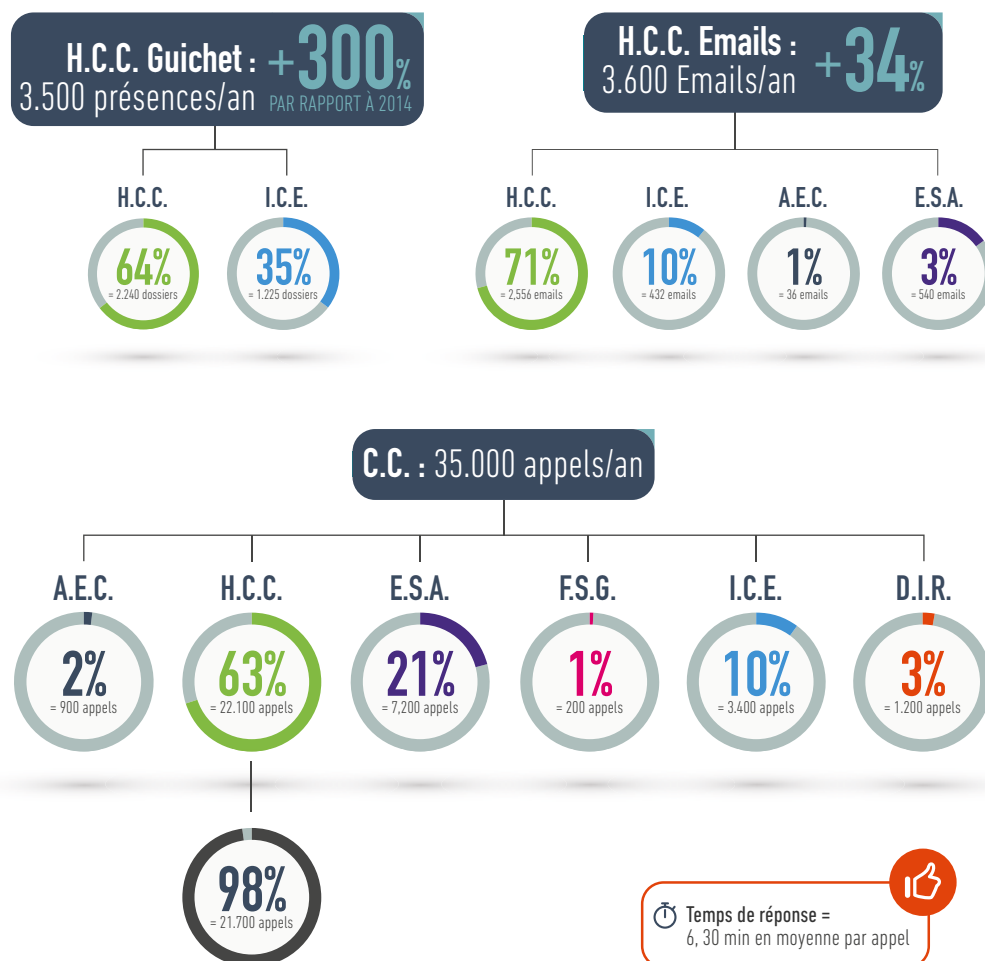 H.C.C. Guichet : +300%
3.500 présences/an PAR RAPPORT À 2014
H.C.C. Emails : +34%
3.600 Emails/an
H.C.C.
64%
= 2.240 dossiers
I.C.E.
35%
= 1.225 dossiers
H.C.C.
71%
= 2,556 emails
I.C.E.
10%
= 432 emails
A.E.C.
1%
= 36 emails
E.S.A.
3%
= 540 emails
C.C. : 35.000 appels/an
A.E.C.
2%
= 900 appels
H.C.C.
63%
= 22.100 appels
E.S.A.
21%
= 7,200 appels
F.S.G.
1%
= 200 appels
I.C.E.
10%
= 3.400 appels
D.I.R.
3%
= 1.200 appels
98%
= 21.700 appels
Temps de réponse =
6, 30 min en moyenne par appel